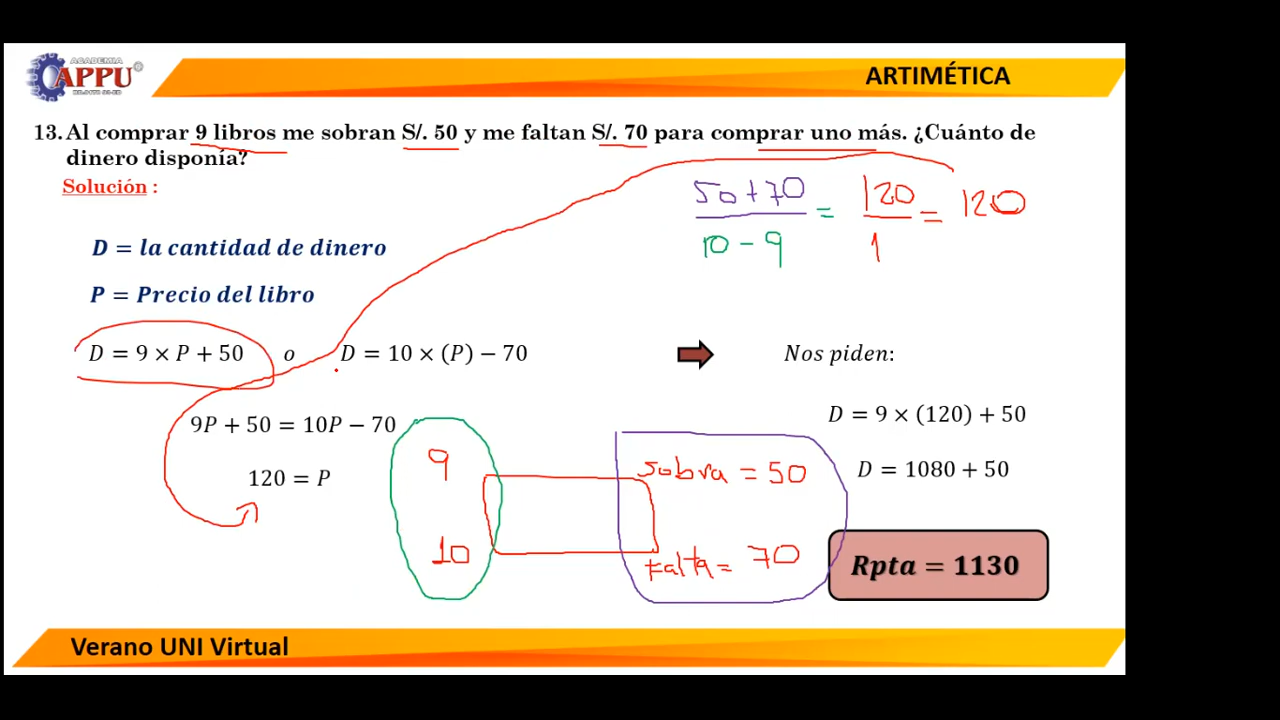 ACADEMIA
APPU
ARTIMÉTICA
13. Al comprar 9 libros me sobran S/. 50 y me faltan S/. 70 para comprar uno más. ¿Cuánto de
dinero disponía?
Solución :
50+70 = 120 = 120
10 - 9 1
D = la cantidad de dinero
P = Precio del libro
D = 9 × P + 50 o D = 10 × (P) − 70
Nos piden:
9P + 50 = 10P − 70
D = 9 × (120) + 50
120 = P
9 sobra = 50
D = 1080 + 50
10 falta = 70
Rpta = 1130
Verano UNI Virtual